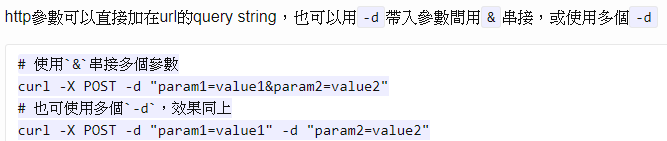 http參數可以直接加在url的query string，也可以用 -d 帶入參數間用 & 串接，或使用多個 -d
# 使用`&`串接多個參數
curl -X POST -d "param1=value1&param2=value2"
# 也可使用多個`-d`，效果同上
curl -X POST -d "param1=value1" -d "param2=value2"